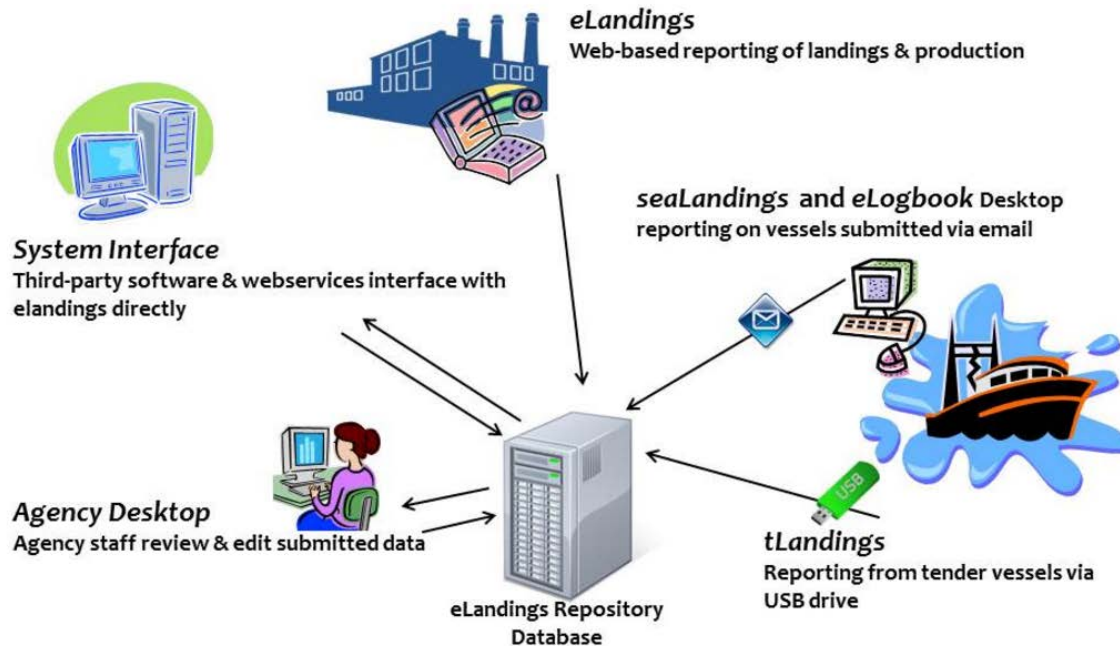 eLandings
Web-based reporting of landings & production
System Interface
Third-party software & webservices interface with
elandings directly
seaLandings and eLogbook Desktop
reporting on vessels submitted via email
Agency Desktop
Agency staff review & edit submitted data
USB
tLandings
Reporting from tender vessels via
USB drive
eLandings Repository
Database
@